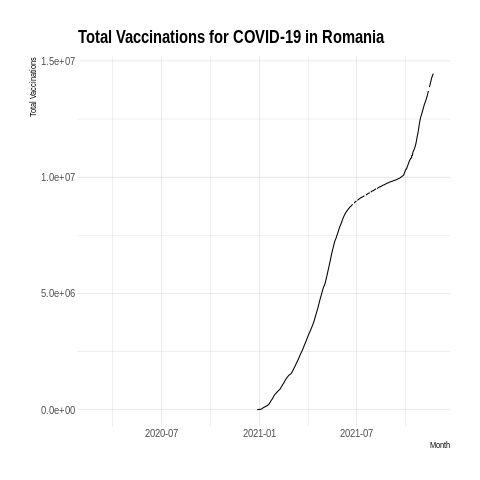 Total Vaccinations for COVID-19 in Romania
Total Vaccinations
1.5e+07
1.0e+07
5.0e+06
0.0e+00
2020-07 2021-01 2021-07
Month